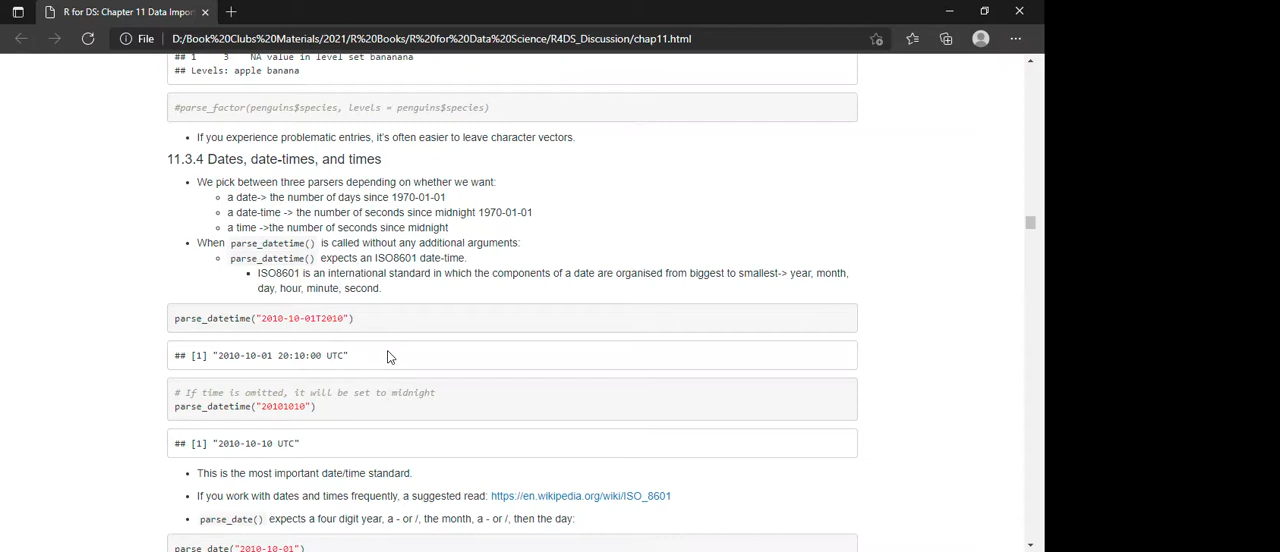 R for DS: Chapter 11 Data Impor
File D:/Book%20Clubs%20Materials/2021/R%20Books/R%20for%20Data%20Science/R4DS_Discussion/chap11.html
## 1     3   NA value in level set bananana
## Levels: apple banana
#parse_factor(penguins$species, levels = penguins$species)
• If you experience problematic entries, it's often easier to leave character vectors.
11.3.4 Dates, date-times, and times
• We pick between three parsers depending on whether we want:
◦ a date-> the number of days since 1970-01-01
◦ a date-time -> the number of seconds since midnight 1970-01-01
◦ a time ->the number of seconds since midnight
• When parse_datetime() is called without any additional arguments:
◦ parse_datetime() expects an ISO8601 date-time.
▪ ISO8601 is an international standard in which the components of a date are organised from biggest to smallest-> year, month,
day, hour, minute, second.
parse_datetime("2010-10-01T2010")
## [1] "2010-10-01 20:10:00 UTC"
# If time is omitted, it will be set to midnight
parse_datetime("20101010")
## [1] "2010-10-10 UTC"
• This is the most important date/time standard.
• If you work with dates and times frequently, a suggested read: https://en.wikipedia.org/wiki/ISO_8601
• parse_date() expects a four digit year, a - or /, the month, a - or /, then the day:
parse_date("2010-10-01")